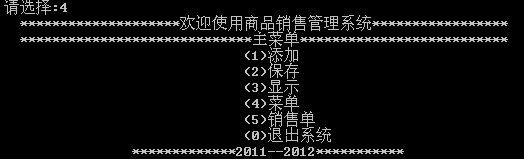 请选择:4
********************欢迎使用商品销售管理系统*****************
*****************************主菜单**************************
(1)添加
(2)保存
(3)显示
(4)菜单
(5)销售单
(0)退出系统
*************2011--2012***********